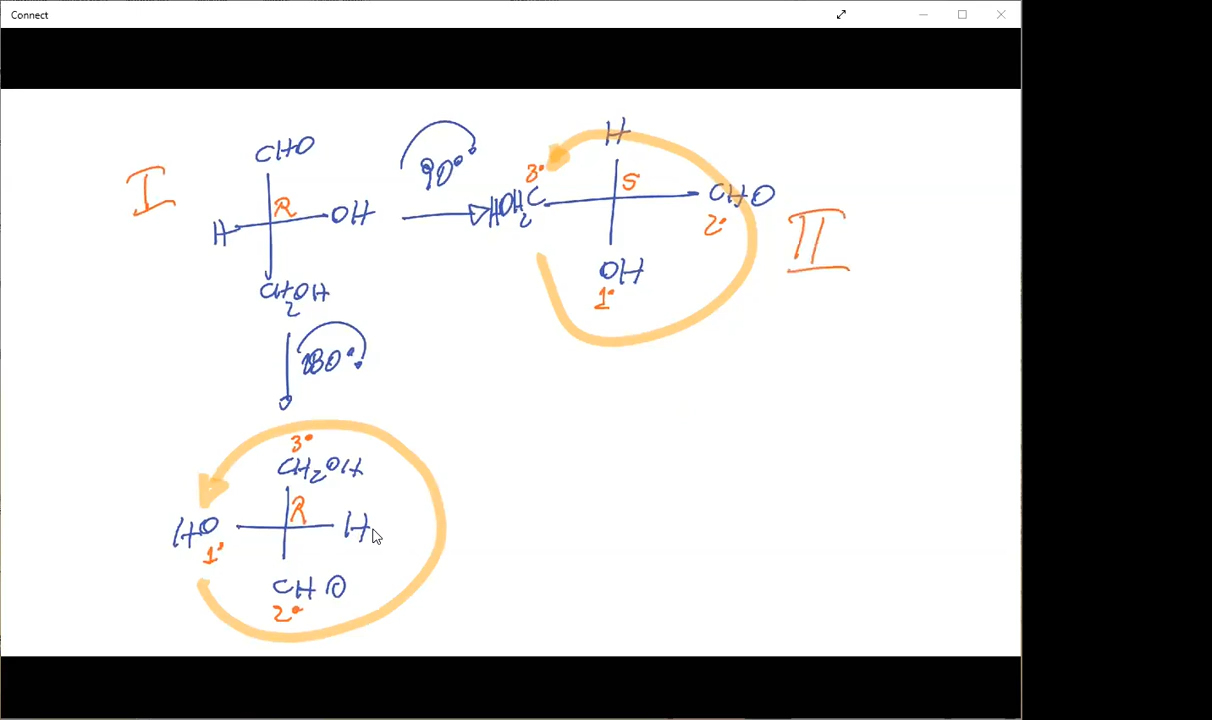 Connect
CHO
I
R
H
OH
CH2OH
90°
H
3°
S
HOH2C
CHO
2°
OH
1°
II
180°
3°
CH2OH
R
HO
H
1°
CHO
2°